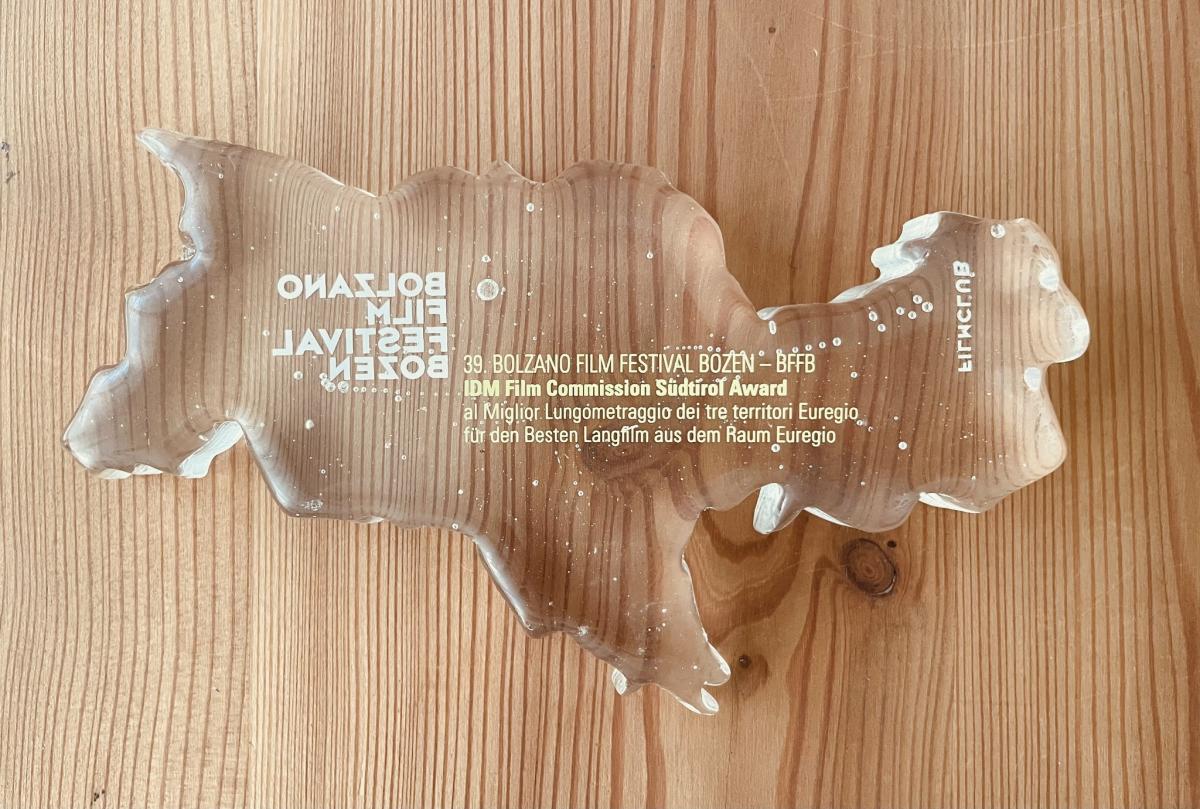 BOLZANO
FILM
FESTIVAL
BOZEN
39. BOLZANO FILM FESTIVAL BOZEN – BFFB
IDM Film Commission Südtirol Award
al Miglior Lungometraggio dei tre territori Euregio
für den Besten Langfilm aus dem Raum Euregio
FILMCLUB